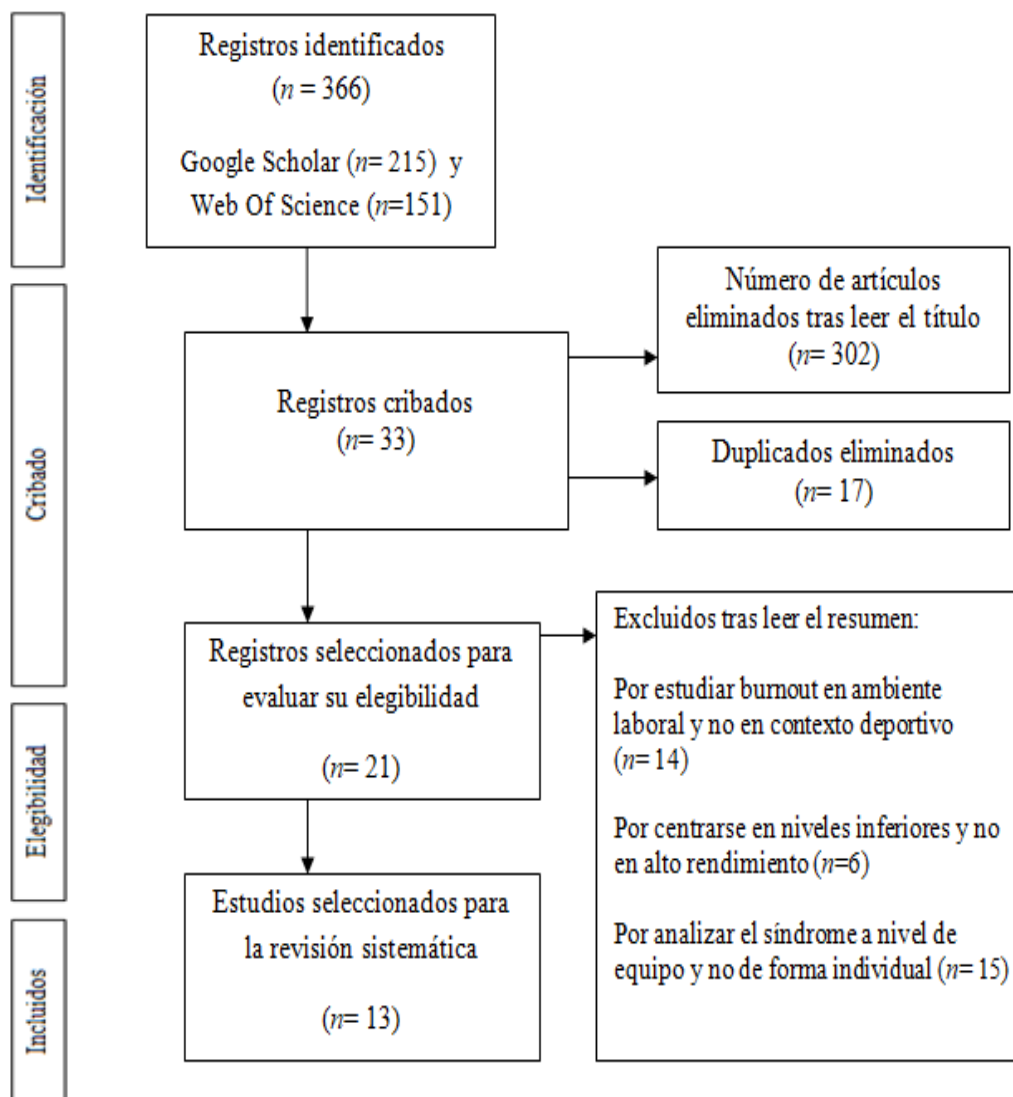 Identificación
Registros identificados
(n = 366)
Google Scholar (n= 215) y
Web Of Science (n=151)
Cribado
Número de artículos
eliminados tras leer el título
(n= 302)
Registros cribados
(n= 33)
Duplicados eliminados
(n= 17)
Registros seleccionados para
evaluar su elegibilidad
(n= 21)
Excluidos tras leer el resumen:
Por estudiar burnout en ambiente
laboral y no en contexto deportivo
(n= 14)
Por centrarse en niveles inferiores y no
en alto rendimiento (n=6)
Por analizar el síndrome a nivel de
equipo y no de forma individual (n= 15)
Elegibilidad
Estudios seleccionados para
la revisión sistemática
(n= 13)
Incluidos